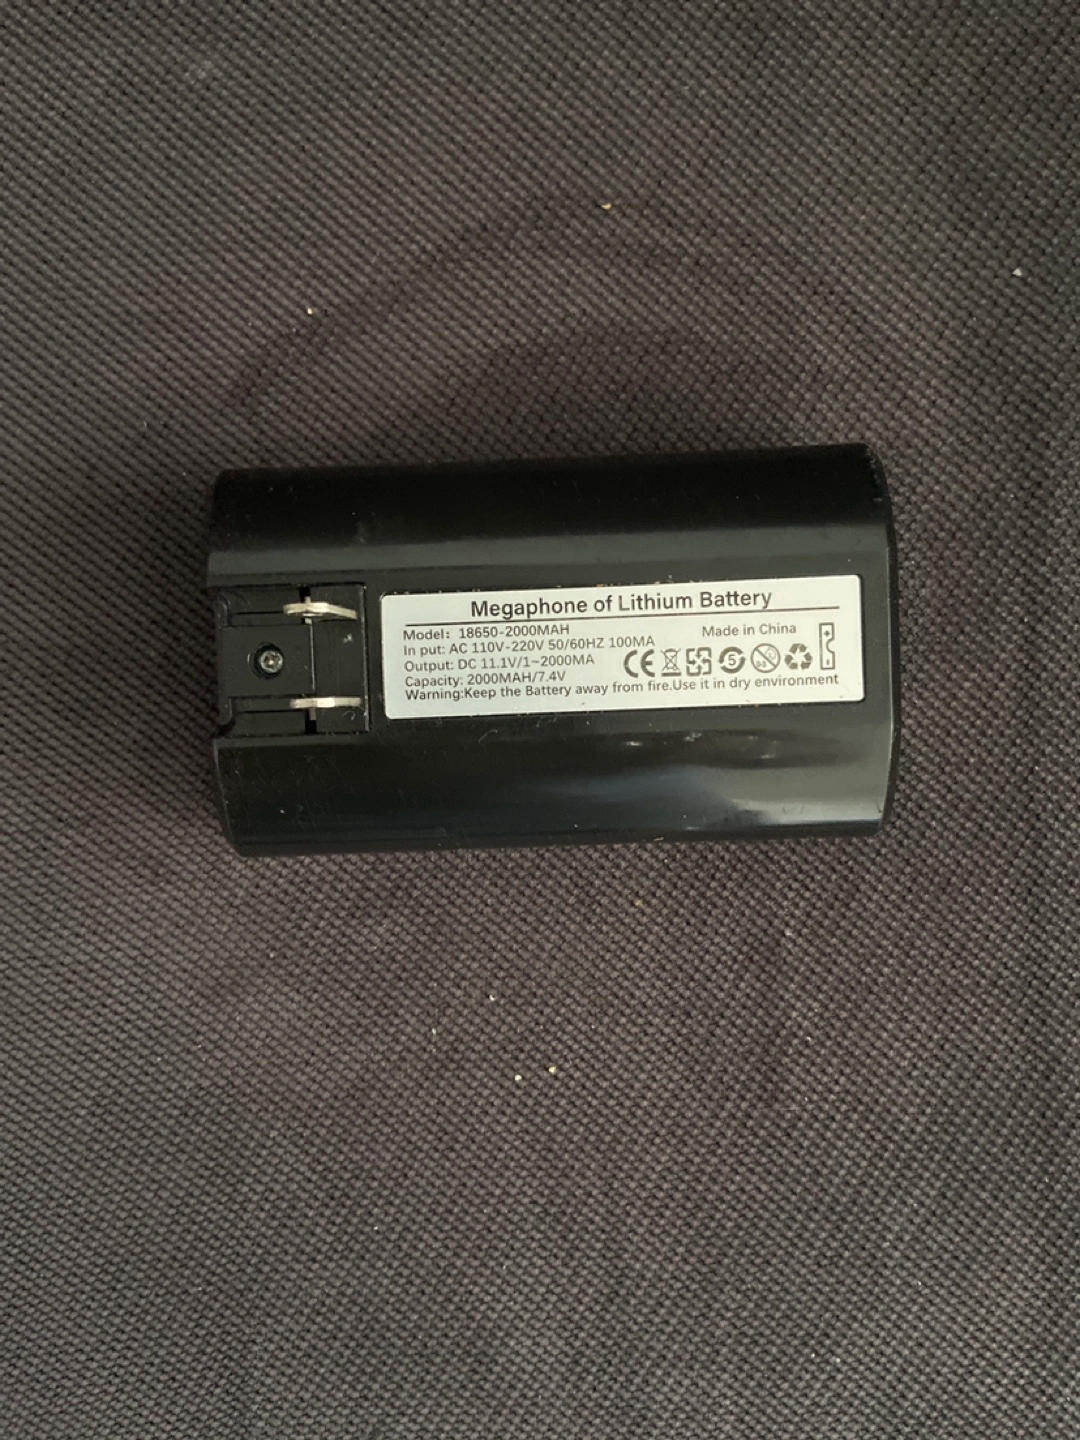 Megaphone of Lithium Battery
Model: 18650-2000MAH
Made in China
In put: AC 110V-220V 50/60HZ 100MA
Output: DC 11.1V/1~2000MA
CE
5
Capacity: 2000MAH/7.4V
Warning:Keep the Battery away from fire.Use it in dry environment